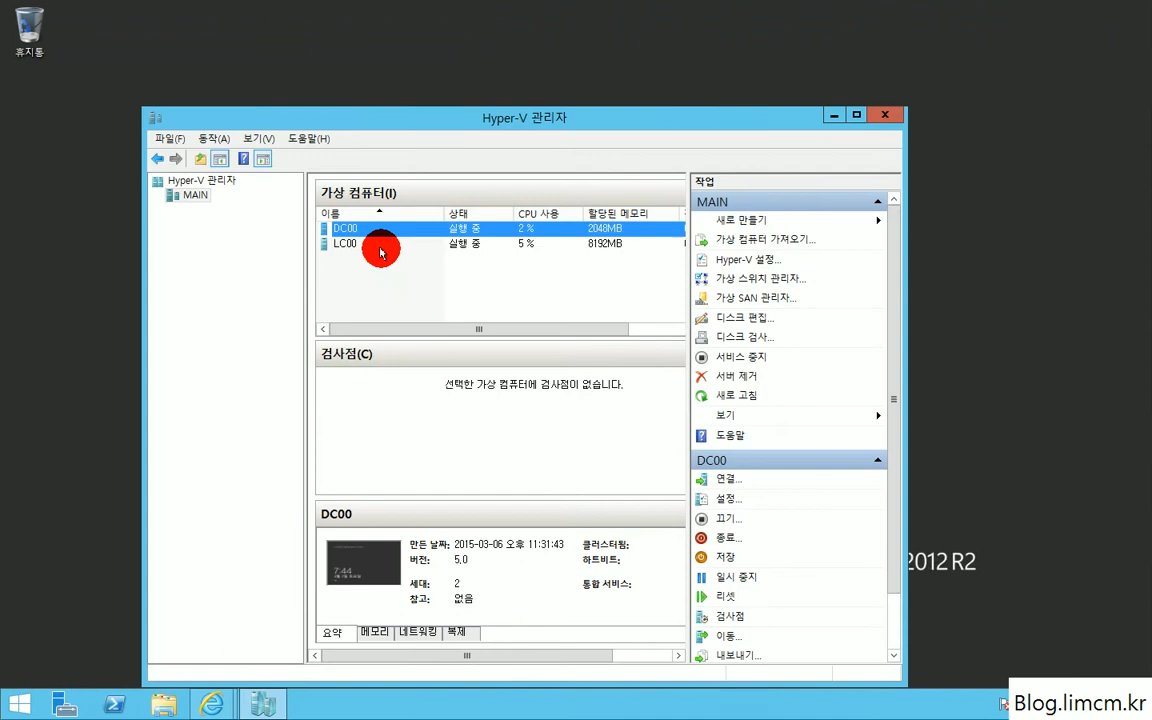 휴지통
Hyper-V 관리자
파일(F) 동작(A) 보기(V) 도움말(H)
Hyper-V 관리자
MAIN
가상 컴퓨터(I)
이름 상태 CPU 사용 할당된 메모리
DC00 실행 중 2 % 2048MB
LC00 실행 중 5 % 8192MB
검사점(C)
선택한 가상 컴퓨터에 검사점이 없습니다.
DC00
7:44
만든 날짜: 2015-03-06 오후 11:31:43 클러스터됨:
버전: 5,0 하트비트:
세대: 2 통합 서비스:
참고: 없음
요약 메모리 네트워킹 복제
작업
MAIN
새로 만들기
가상 컴퓨터 가져오기...
Hyper-V 설정...
가상 스위치 관리자...
가상 SAN 관리자...
디스크 편집...
디스크 검사...
서비스 중지
서버 제거
새로 고침
보기
도움말
DC00
연결...
설정...
끄기...
종료...
저장
일시 중지
리셋
검사점
이동...
내보내기...
2012 R2
Blog.limcm.kr